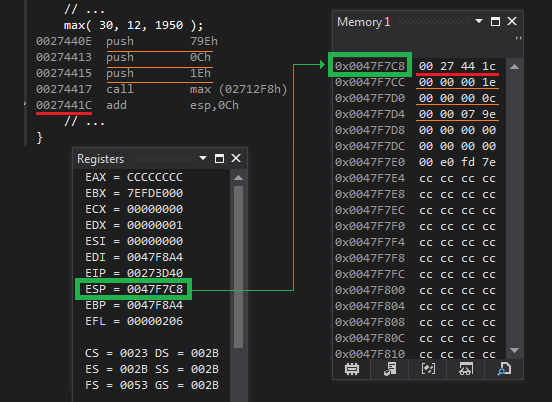 // ...
max( 30, 12, 1950 );
0027440E push 79Eh
00274413 push 0Ch
00274415 push 1Eh
00274417 call max (02712F8h)
0027441C add esp,0Ch
// ...
}
Registers
EAX = CCCCCCCC
EBX = 7EFDE000
ECX = 00000000
EDX = 00000001
ESI = 00000000
EDI = 0047F8A4
EIP = 00273D40
ESP = 0047F7C8
EBP = 0047F8A4
EFL = 00000206
CS = 0023 DS = 002B
ES = 002B SS = 002B
FS = 0053 GS = 002B
Memory 1
0x0047F7C8 00 27 44 1c
0x0047F7CC 00 00 00 1e
0x0047F7D0 00 00 00 0c
0x0047F7D4 00 00 07 9e
0x0047F7D8 00 00 00 00
0x0047F7DC 00 00 00 00
0x0047F7E0 00 e0 fd 7e
0x0047F7E4 cc cc cc cc
0x0047F7E8 cc cc cc cc
0x0047F7EC cc cc cc cc
0x0047F7F0 cc cc cc cc
0x0047F7F4 cc cc cc cc
0x0047F7F8 cc cc cc cc
0x0047F7FC cc cc cc cc
0x0047F800 cc cc cc cc
0x0047F804 cc cc cc cc
0x0047F808 cc cc cc cc
0x0047F80C cc cc cc cc
0x0047F810 cc cc cc cc